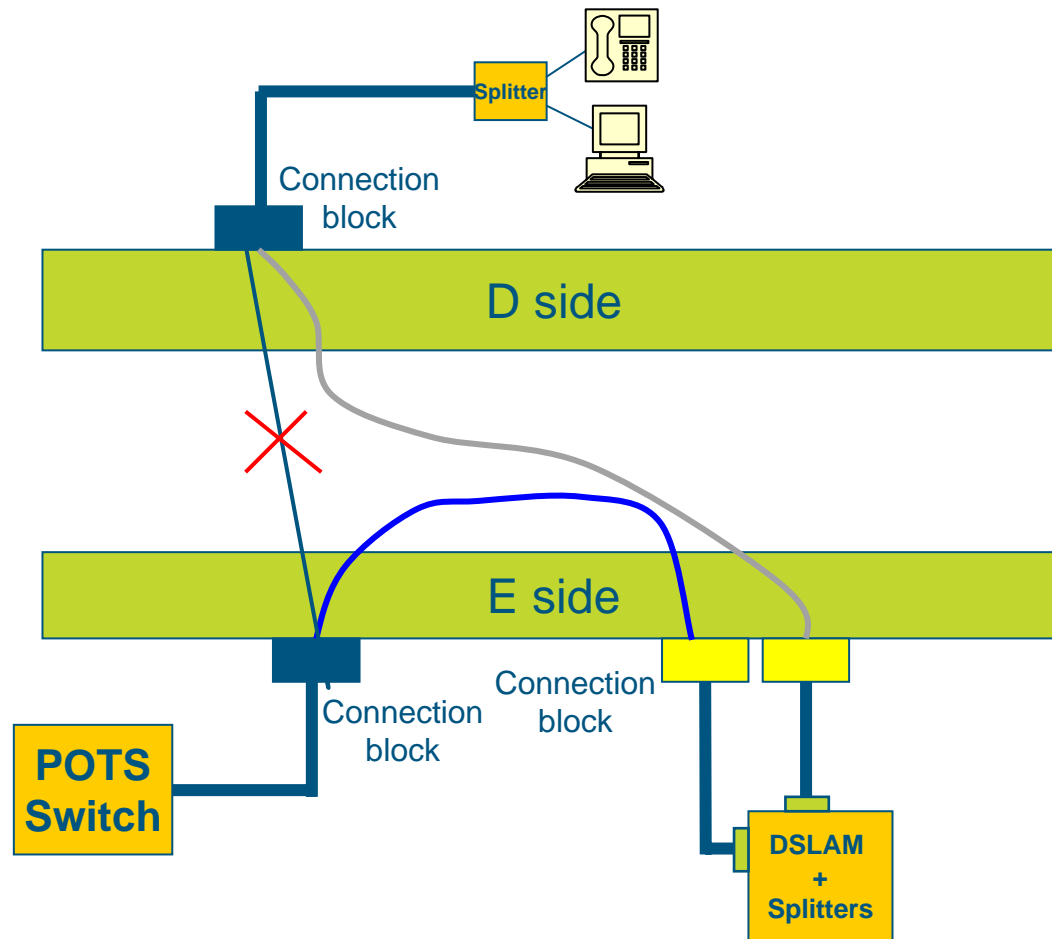 Splitter
Connection
block
D side
E side
Connection
block
Connection
block
POTS
Switch
DSLAM
+
Splitters